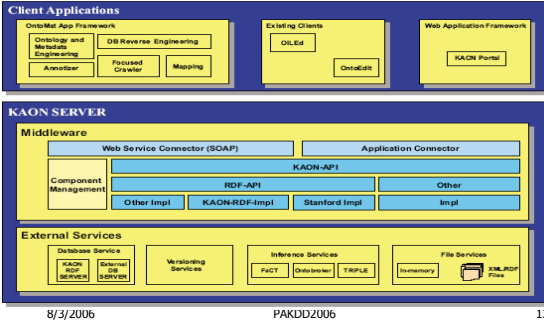 Client Applications
OntoMat App Framework
Existing Clients
Web Application Framework
Ontology and
Metadata
Engineering
DB Reverse Engineering
Annotizer
Focused
Crawler
Mapping
OILEd
OntoEdit
KAON Portal
KAON SERVER
Middleware
Web Service Connector (SOAP)
Application Connector
Component
Management
KAON-API
RDF-API
Other
Other Impl
KAON-RDF-Impl
Stanford Impl
Impl
External Services
Database Service
KAON
RDF
SERVER
External
DB
SERVER
Versioning
Services
Inference Services
FaCT
Ontobroker
TRIPLE
File Services
In-memory
XML/RDF
Files
8/3/2006
PAKDD2006